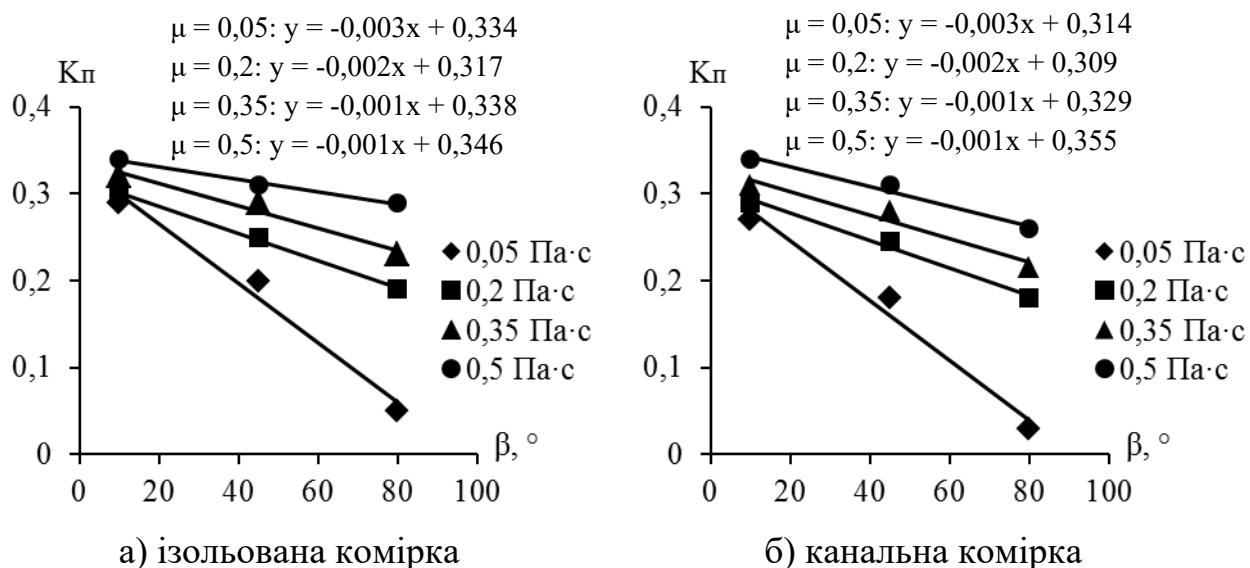 μ = 0,05: y = -0,003x + 0,334
μ = 0,2: y = -0,002x + 0,317
μ = 0,35: y = -0,001x + 0,338
μ = 0,5: y = -0,001x + 0,346
Кп
0,4
0,3
0,2
0,1
0
0 20 40 60 80 100
β, °
0,05 Па·с
0,2 Па·с
0,35 Па·с
0,5 Па·с
а) ізольована комірка
μ = 0,05: y = -0,003x + 0,314
μ = 0,2: y = -0,002x + 0,309
μ = 0,35: y = -0,001x + 0,329
μ = 0,5: y = -0,001x + 0,355
Кп
0,4
0,3
0,2
0,1
0
0 20 40 60 80 100
β, °
0,05 Па·с
0,2 Па·с
0,35 Па·с
0,5 Па·с
б) канальна комірка